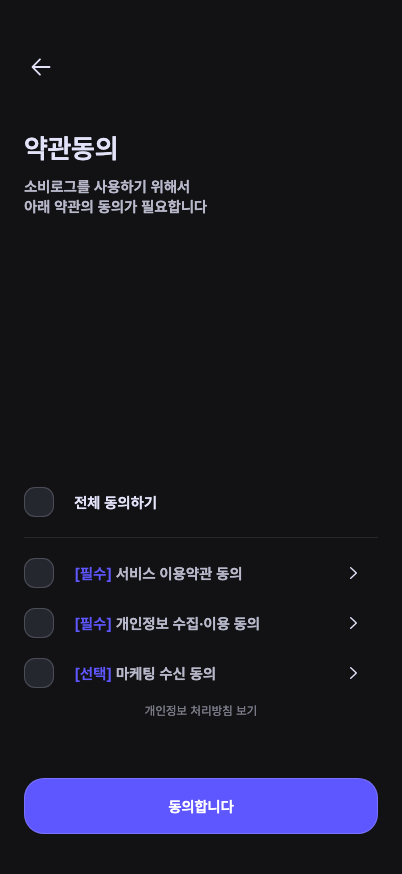 약관동의
소비로그를 사용하기 위해서
아래 약관의 동의가 필요합니다
전체 동의하기
[필수] 서비스 이용약관 동의
[필수] 개인정보 수집·이용 동의
[선택] 마케팅 수신 동의
개인정보 처리방침 보기
동의합니다